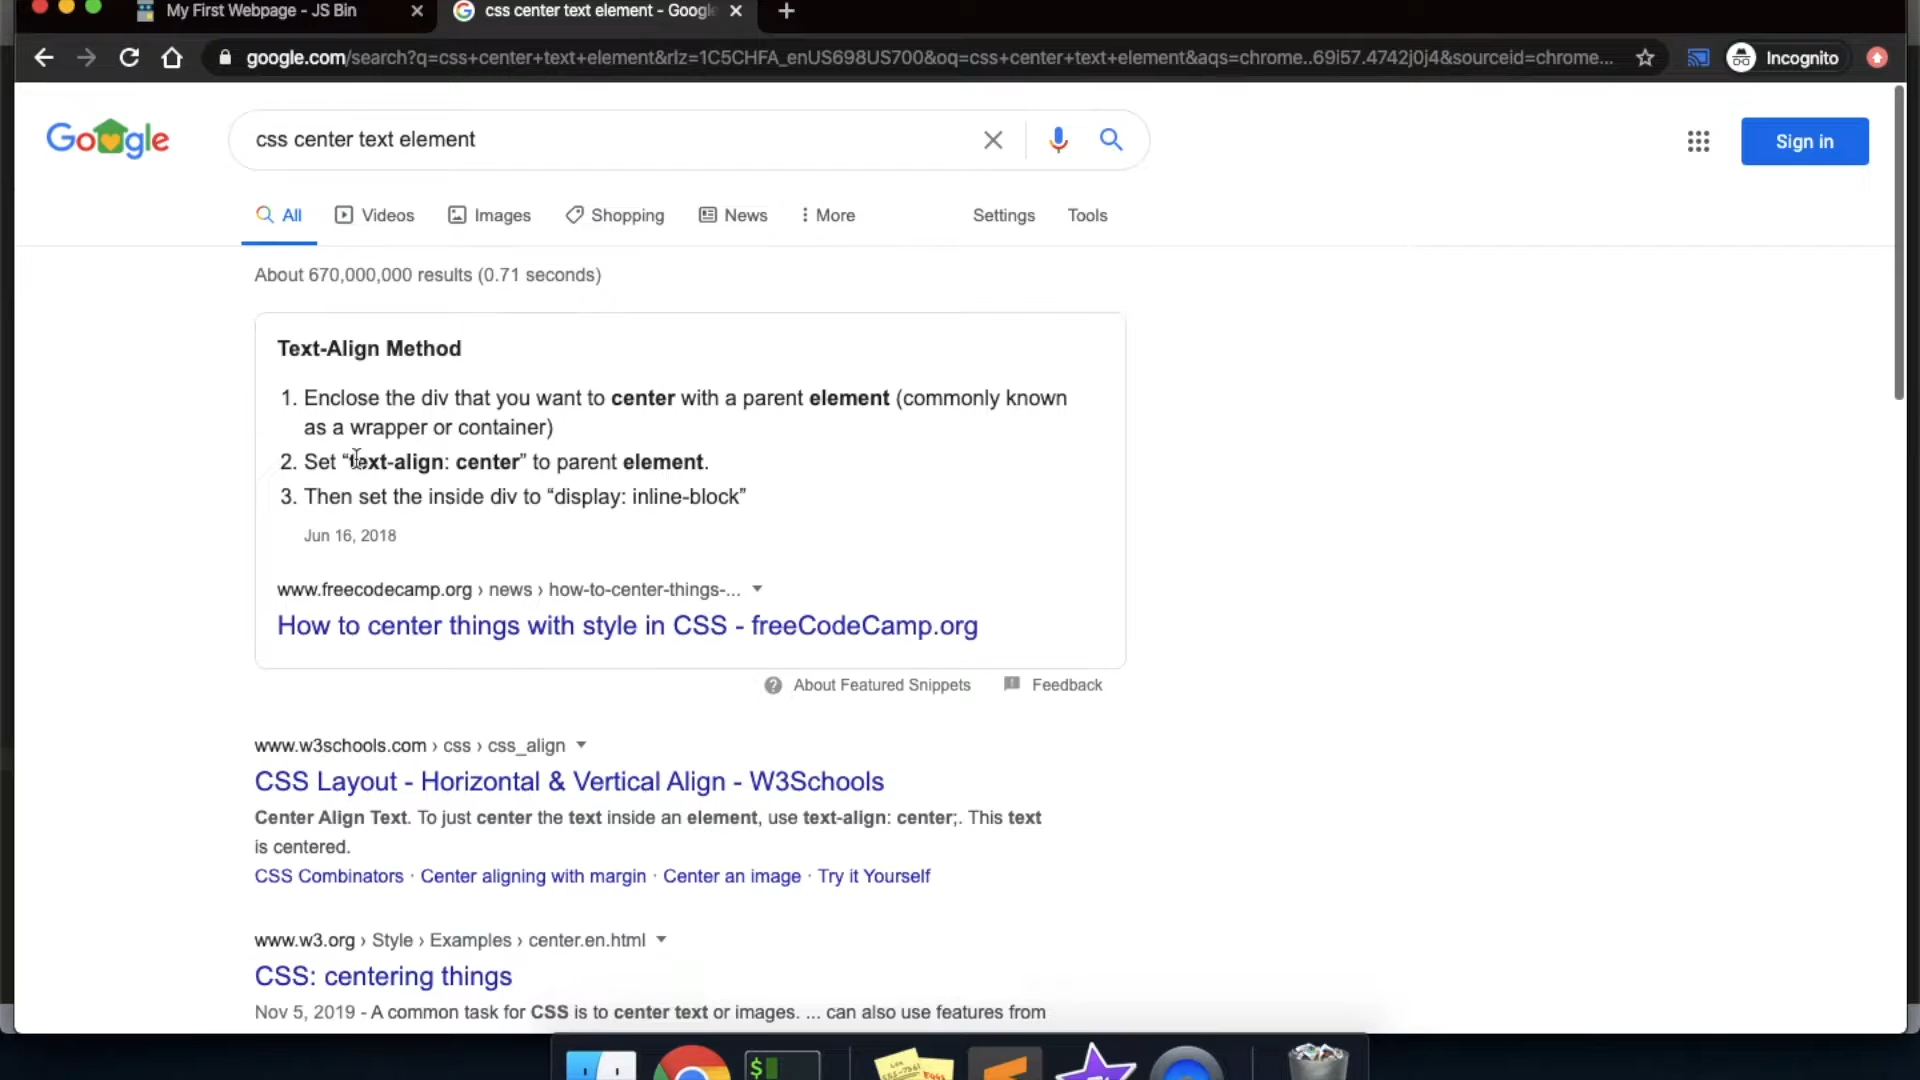 My First Webpage - JS Bin
css center text element - Google
google.com/search?q=css+center+text+element&rlz=1C5CHFA_enUS698US700&oq=css+center+text+element&aqs=chrome..69i57.4742j0j4&sourceid=chrome...
Incognito
Google
css center text element
Sign in
All Videos Images Shopping News More Settings Tools
About 670,000,000 results (0.71 seconds)
Text-Align Method
1. Enclose the div that you want to center with a parent element (commonly known
as a wrapper or container)
2. Set “text-align: center” to parent element.
3. Then set the inside div to “display: inline-block”
Jun 16, 2018
www.freecodecamp.org › news › how-to-center-things-...
How to center things with style in CSS - freeCodeCamp.org
About Featured Snippets Feedback
www.w3schools.com › css › css_align
CSS Layout - Horizontal & Vertical Align - W3Schools
Center Align Text. To just center the text inside an element, use text-align: center;. This text
is centered.
CSS Combinators · Center aligning with margin · Center an image · Try it Yourself
www.w3.org › Style › Examples › center.en.html
CSS: centering things
Nov 5, 2019 - A common task for CSS is to center text or images. ... can also use features from
$